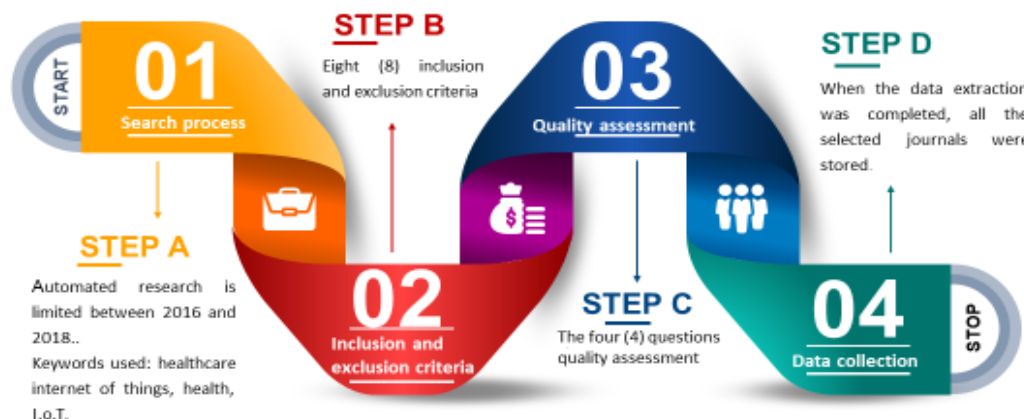 START
01
Search process
STEP A
Automated research is
limited between 2016 and
2018..
Keywords used: healthcare
internet of things, health,
I.o.T.
STEP B
Eight (8) inclusion
and exclusion criteria
02
Inclusion and
exclusion criteria
$
03
Quality assessment
STEP C
The four (4) questions
quality assessment
STEP D
When the data extraction
was completed, all the
selected journals were
stored.
04
Data collection
STOP